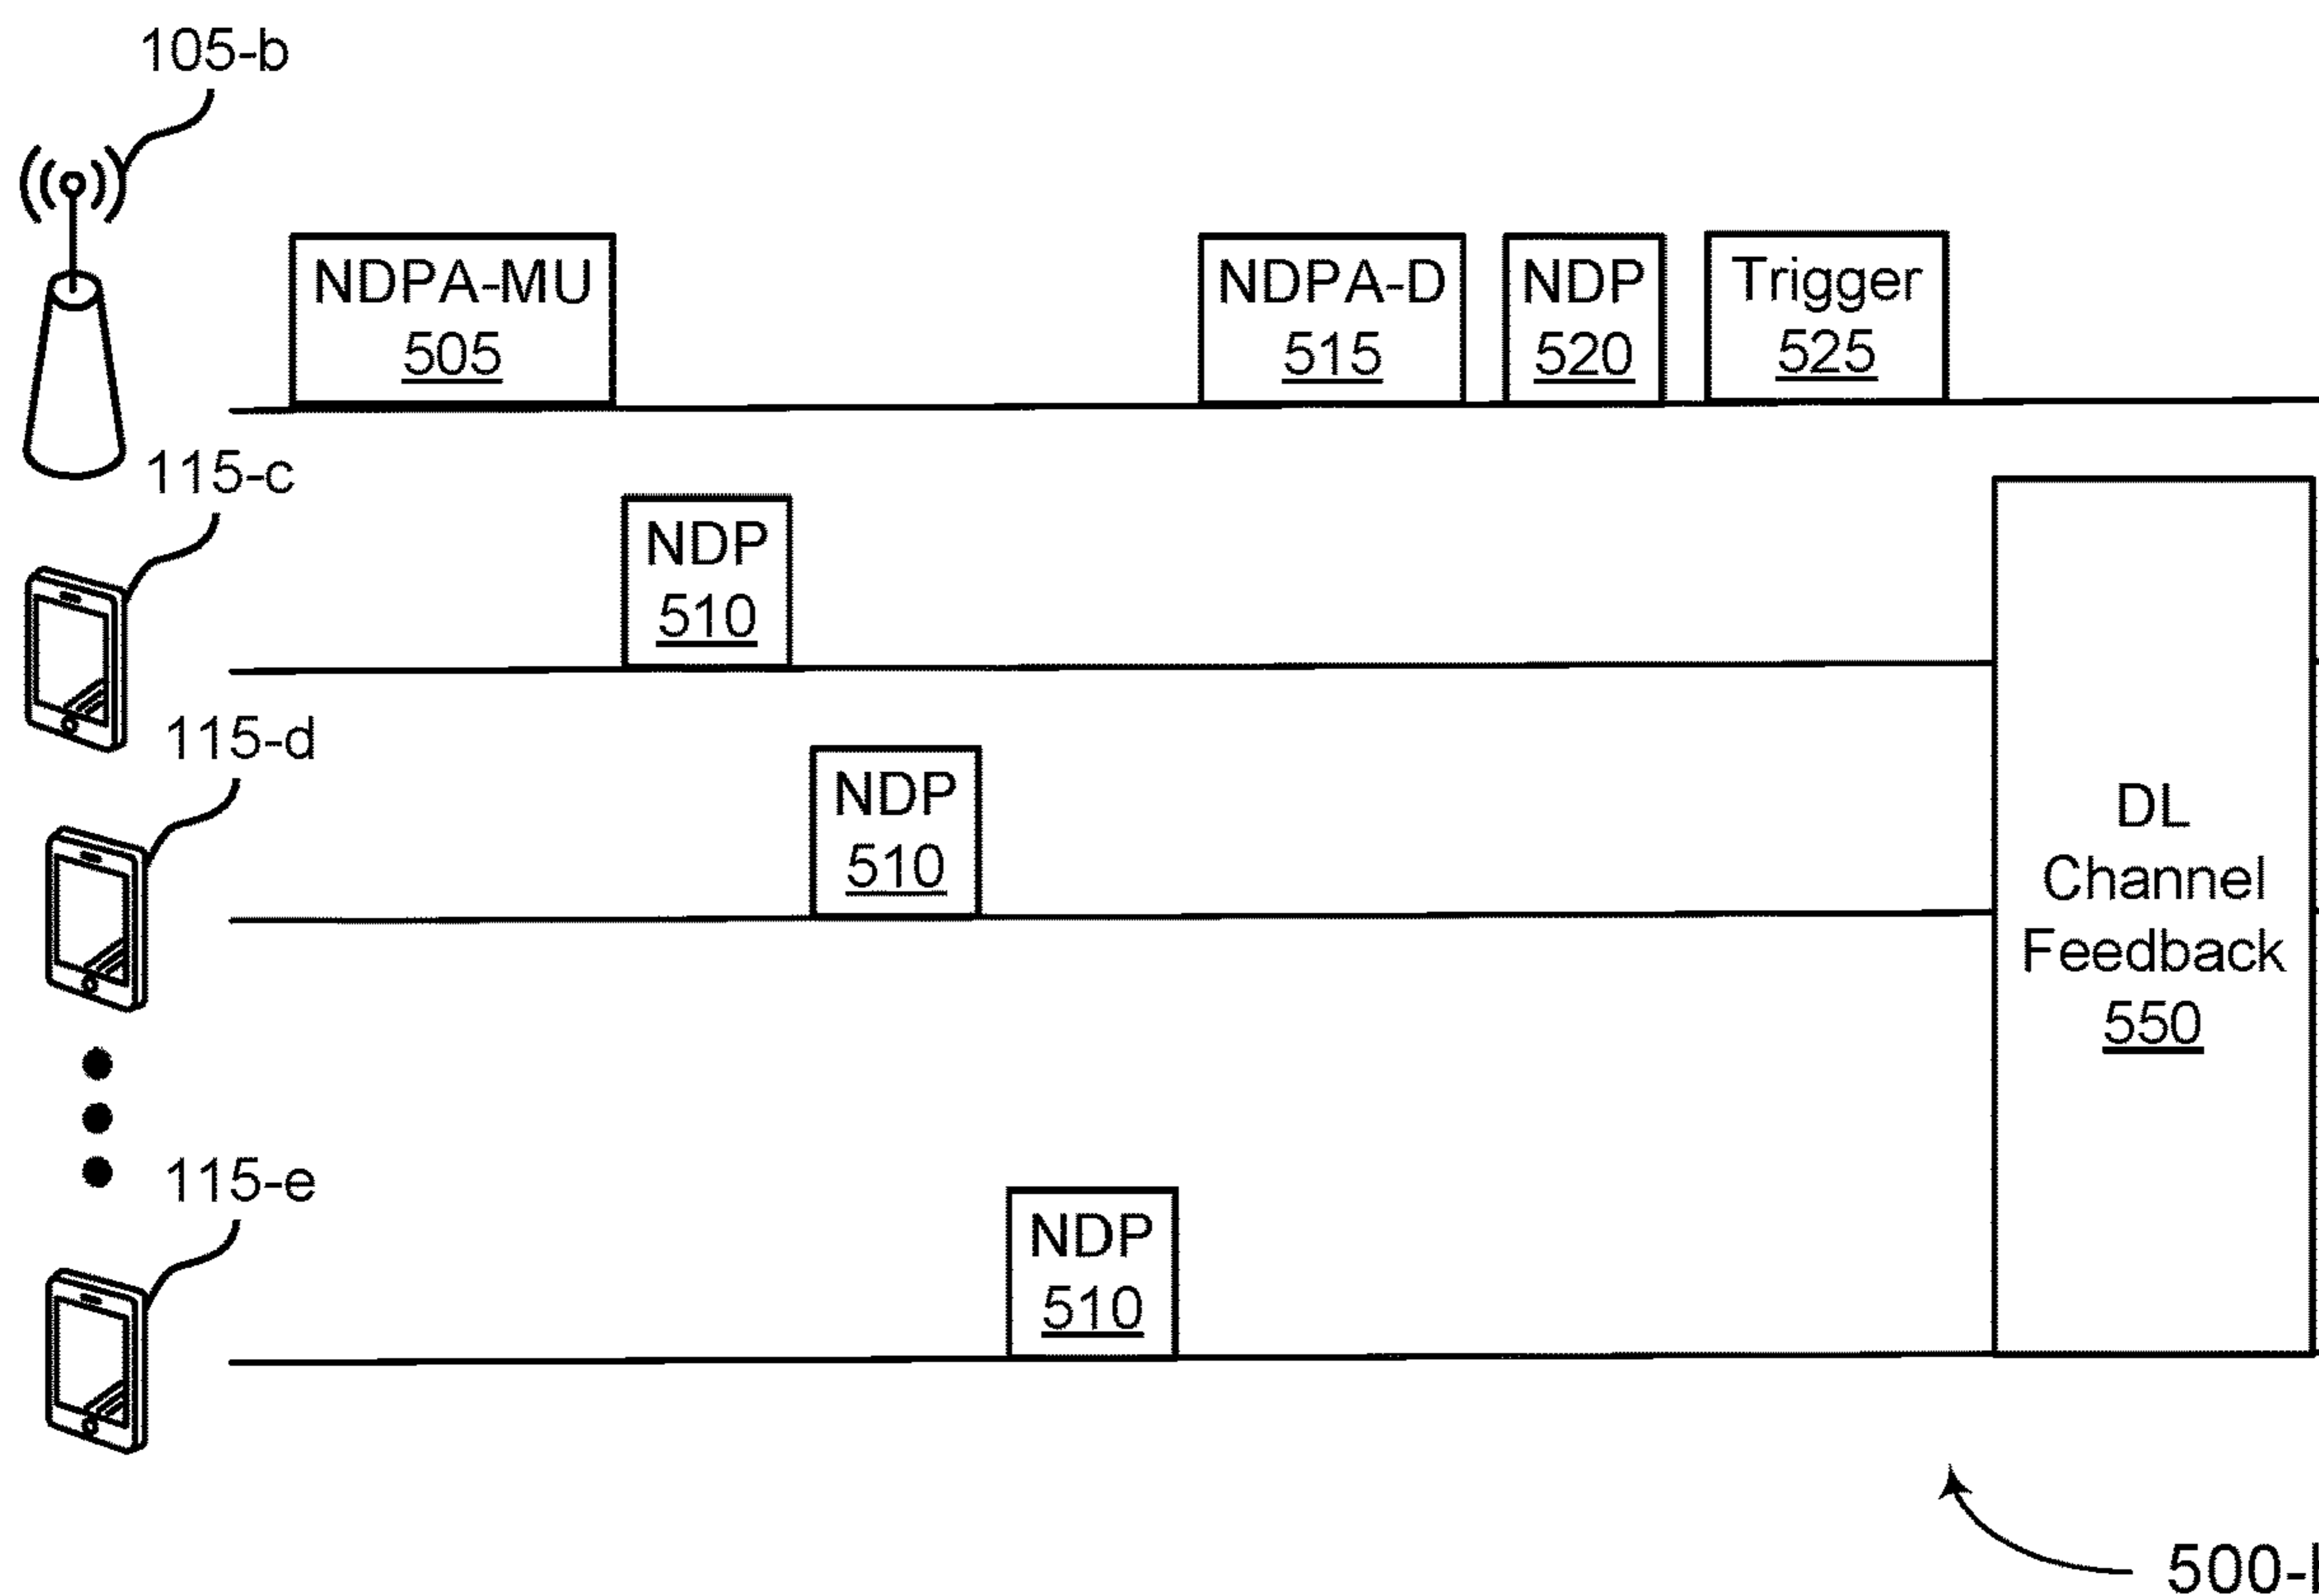 105-b
NDPA-MU
505
NDPA-D
515
NDP
520
Trigger
525
115-c
NDP
510
115-d
NDP
510
DL
Channel
Feedback
550
115-e
NDP
510